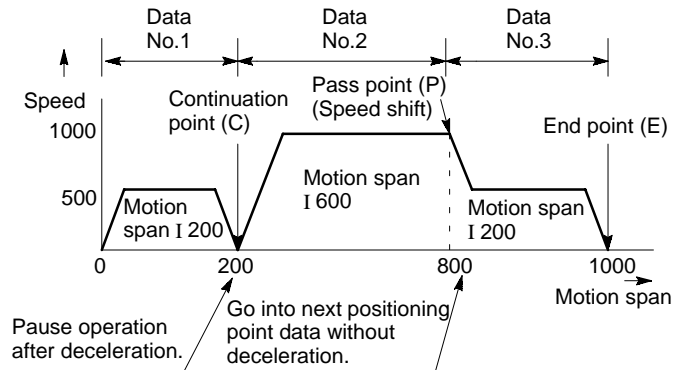 Data
No.1
Data
No.2
Data
No.3
Speed
1000
500
Continuation
point (C)
Pass point (P)
(Speed shift)
End point (E)
Motion
span I 200
Motion span
I 600
Motion span
I 200
0
200
800
1000
Motion span
Pause operation
after deceleration.
Go into next positioning
point data without
deceleration.